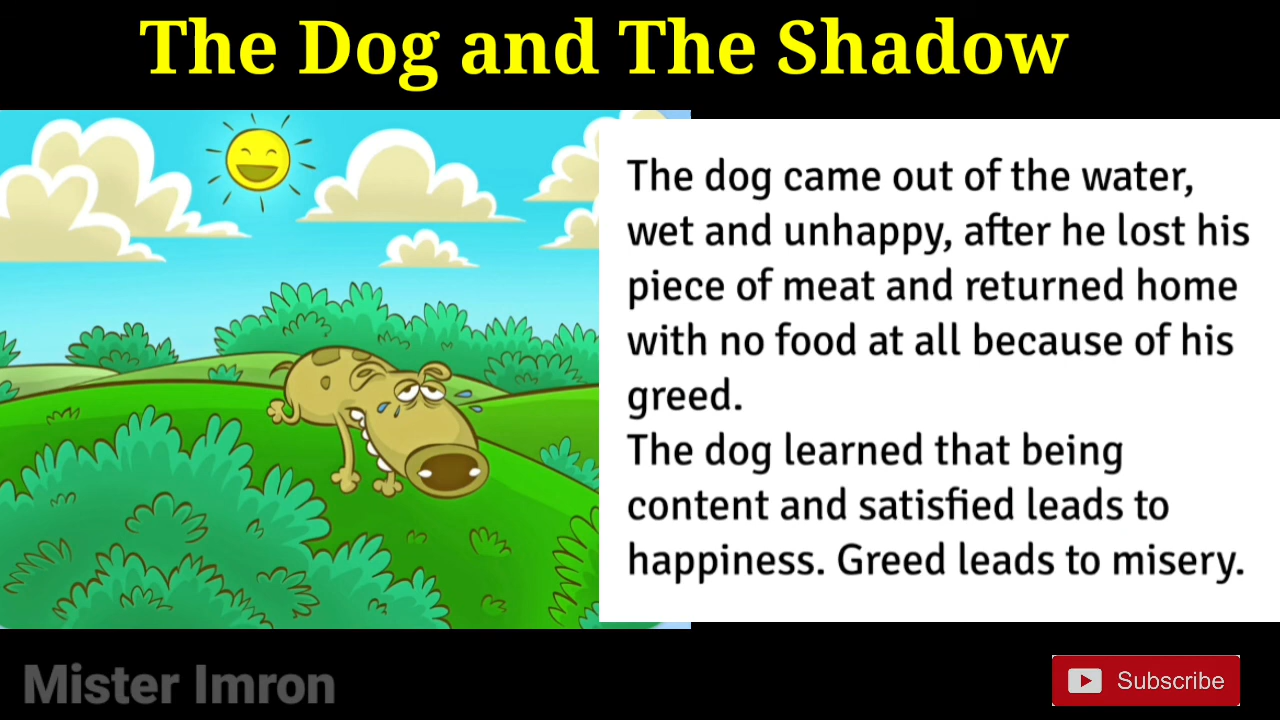 The Dog and The Shadow
The dog came out of the water,
wet and unhappy, after he lost his
piece of meat and returned home
with no food at all because of his
greed.
The dog learned that being
content and satisfied leads to
happiness. Greed leads to misery.
Mister Imron
Subscribe